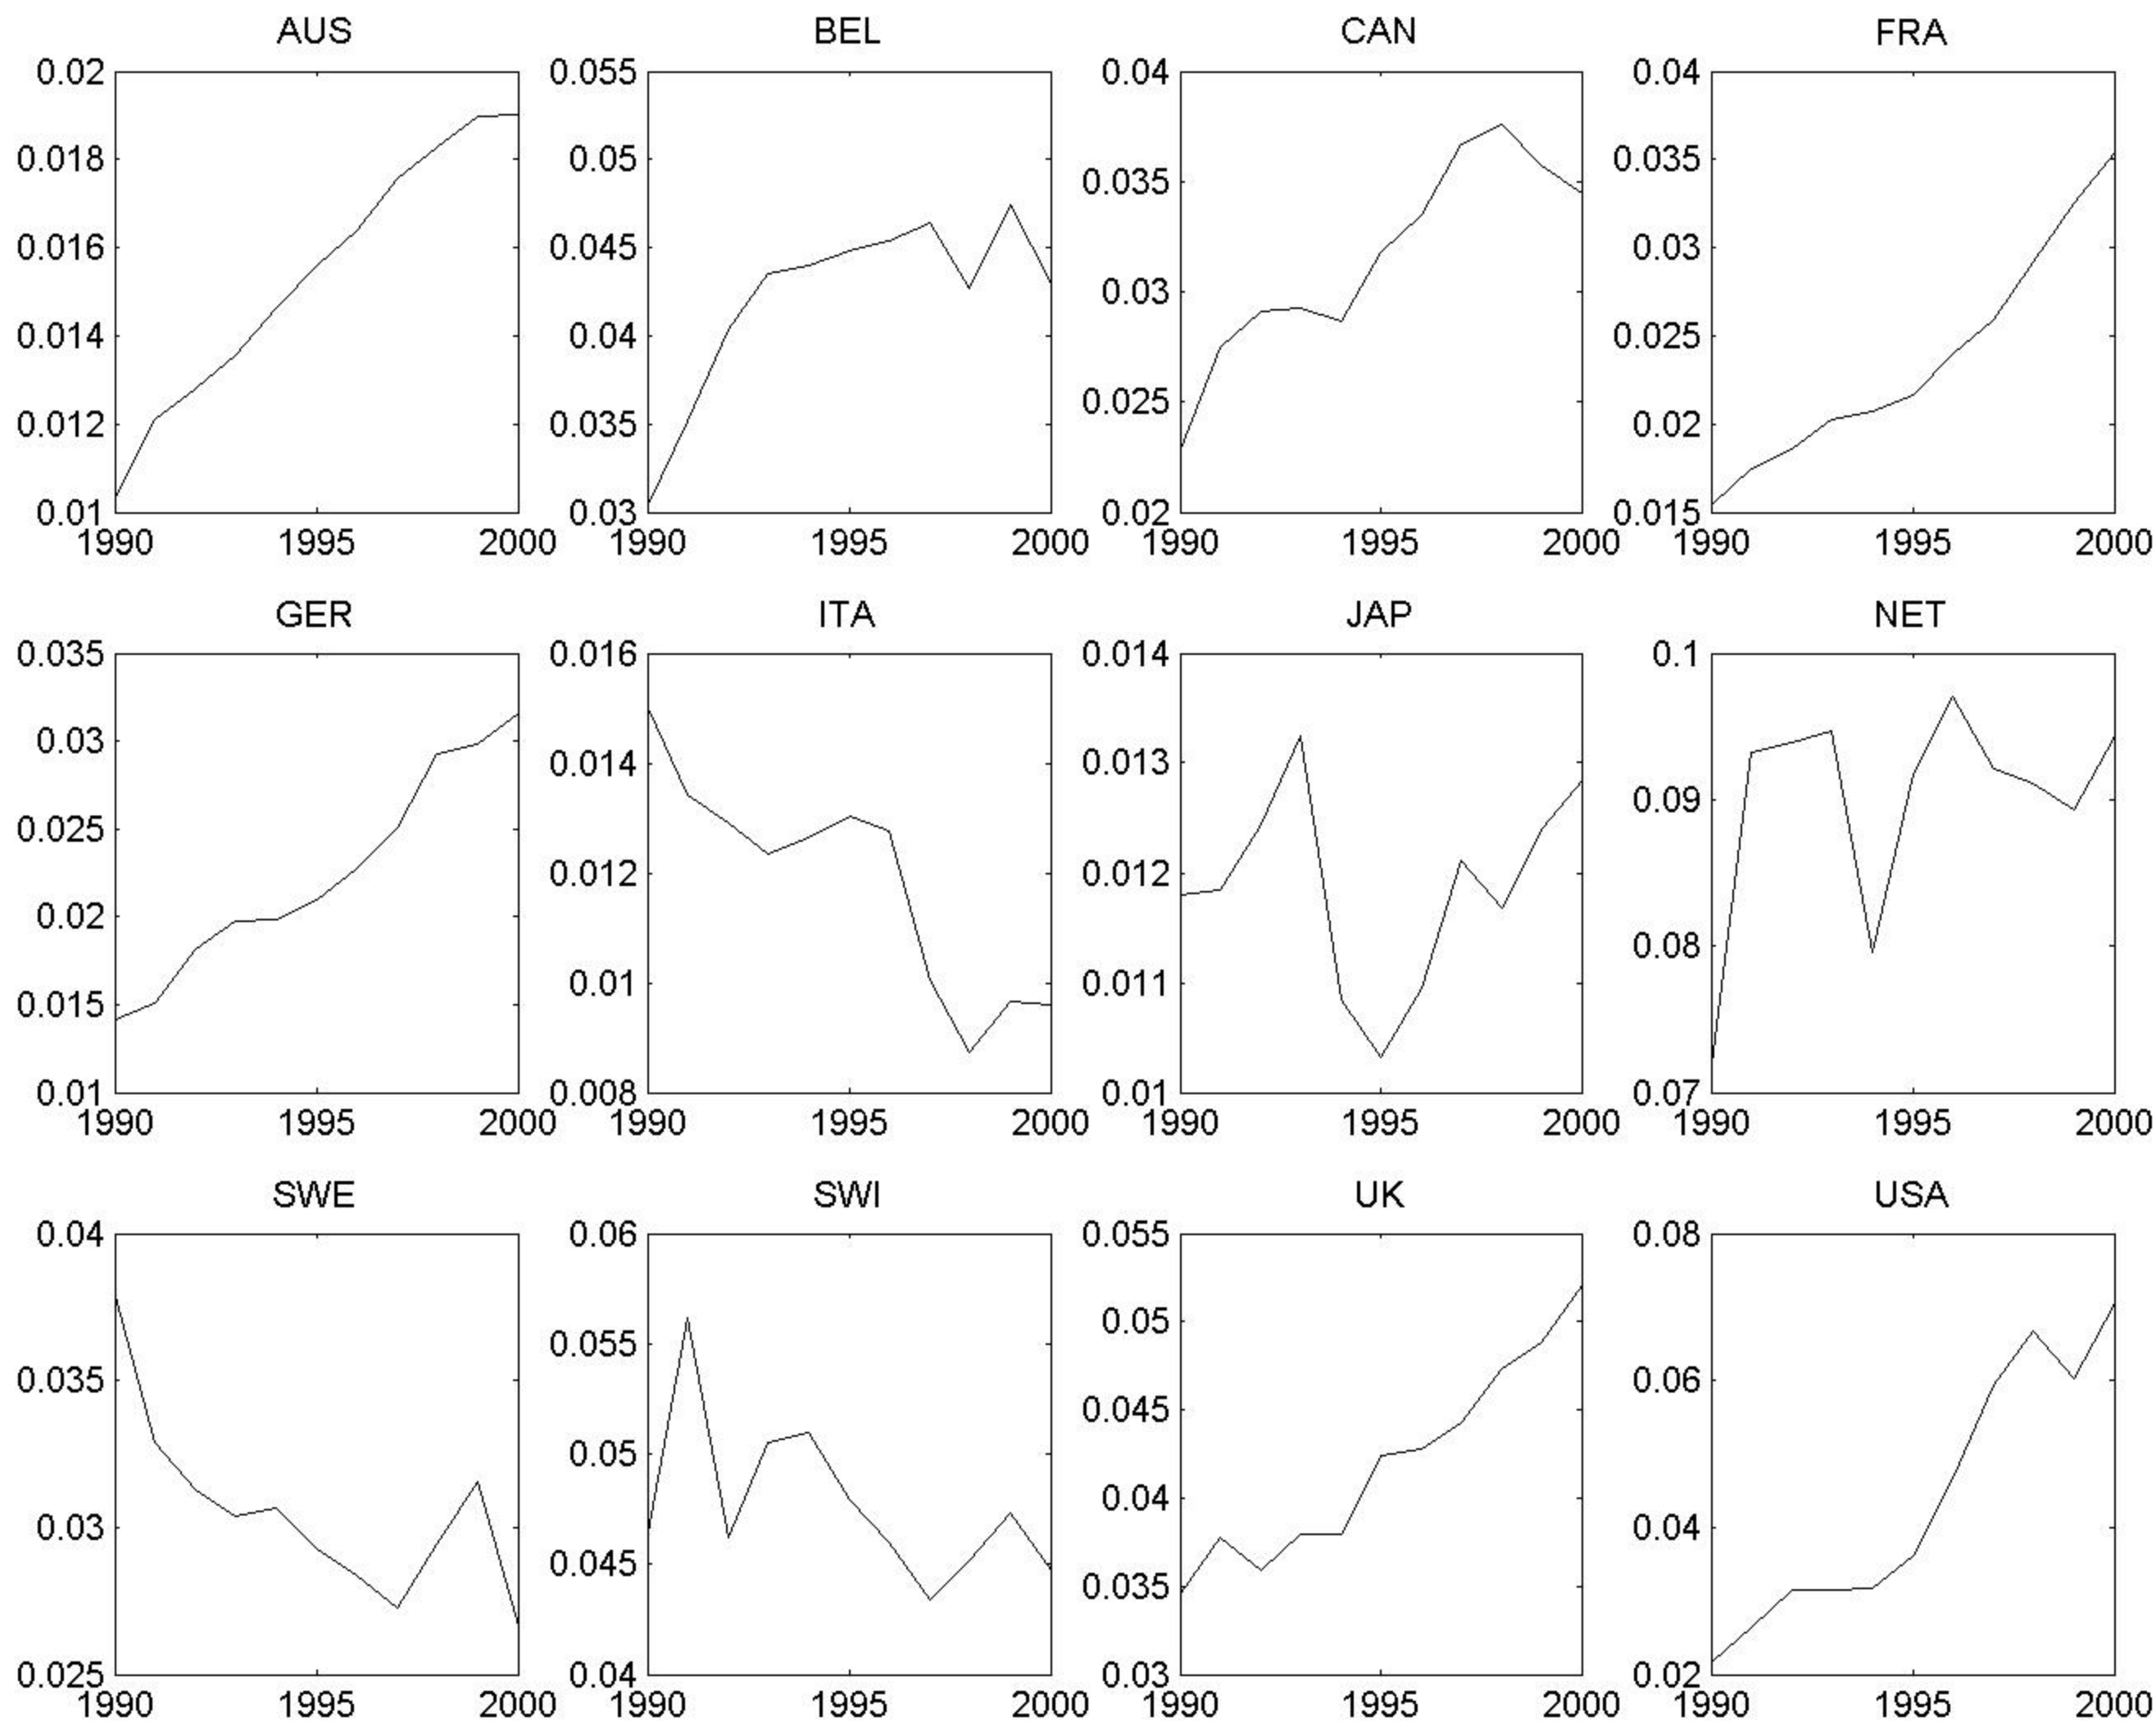 AUS BEL CAN FRA
0.02 0.055 0.04 0.04
0.018 0.05 0.035 0.035
0.016 0.045 0.03 0.03
0.014 0.04 0.025 0.025
0.012 0.035 0.02
0.01 0.03 0.02 0.015
1990 1995 2000 1990 1995 2000 1990 1995 2000 1990 1995 2000
GER ITA JAP NET
0.035 0.016 0.014 0.1
0.03 0.014 0.013 0.09
0.025 0.012 0.012 0.08
0.02 0.01 0.011
0.015
0.01 0.008 0.01 0.07
1990 1995 2000 1990 1995 2000 1990 1995 2000 1990 1995 2000
SWE SWI UK USA
0.04 0.06 0.055 0.08
0.035 0.055 0.05 0.06
0.03 0.05 0.045 0.04
0.045 0.04
0.035
0.025 0.04 0.03 0.02
1990 1995 2000 1990 1995 2000 1990 1995 2000 1990 1995 2000